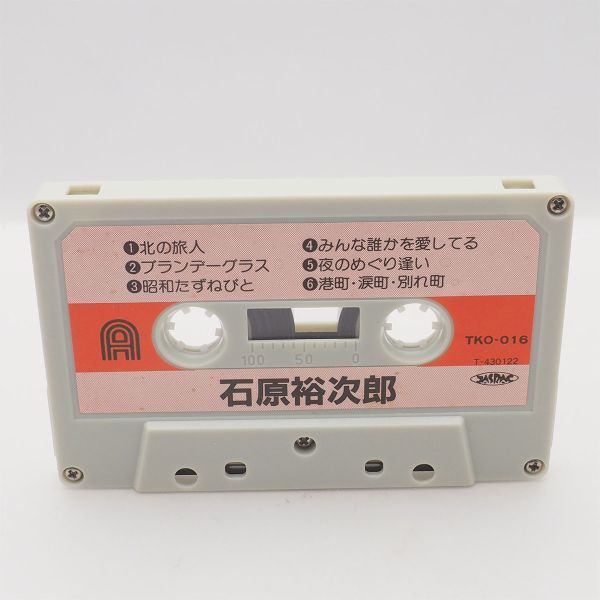 ❶北の旅人
❷ブランデーグラス
❸昭和たずねびと
❹みんな誰かを愛してる
❺夜のめぐり逢い
❻港町・涙町・別れ町
A
TKO-016
100 50 0
T-430122
JASRAC
石原裕次郎